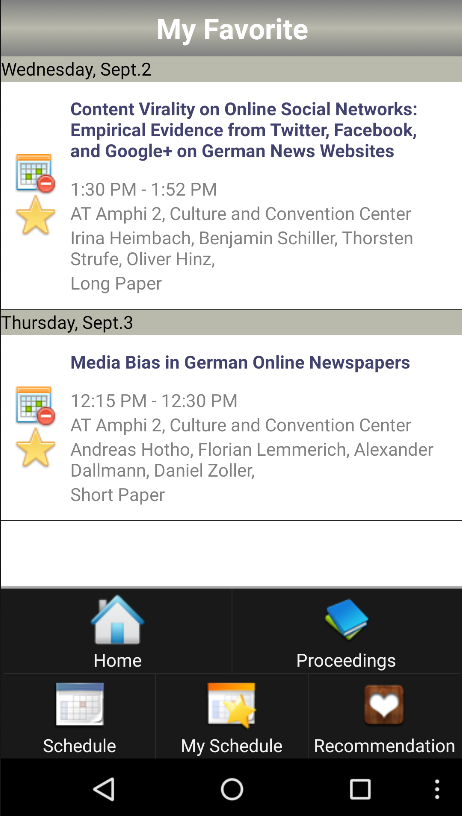 My Favorite
Wednesday, Sept.2
Content Virality on Online Social Networks:
Empirical Evidence from Twitter, Facebook,
and Google+ on German News Websites
1:30 PM - 1:52 PM
AT Amphi 2, Culture and Convention Center
Irina Heimbach, Benjamin Schiller, Thorsten
Strufe, Oliver Hinz,
Long Paper
Thursday, Sept.3
Media Bias in German Online Newspapers
12:15 PM - 12:30 PM
AT Amphi 2, Culture and Convention Center
Andreas Hotho, Florian Lemmerich, Alexander
Dallmann, Daniel Zoller,
Short Paper
Home
Proceedings
Schedule
My Schedule
Recommendation